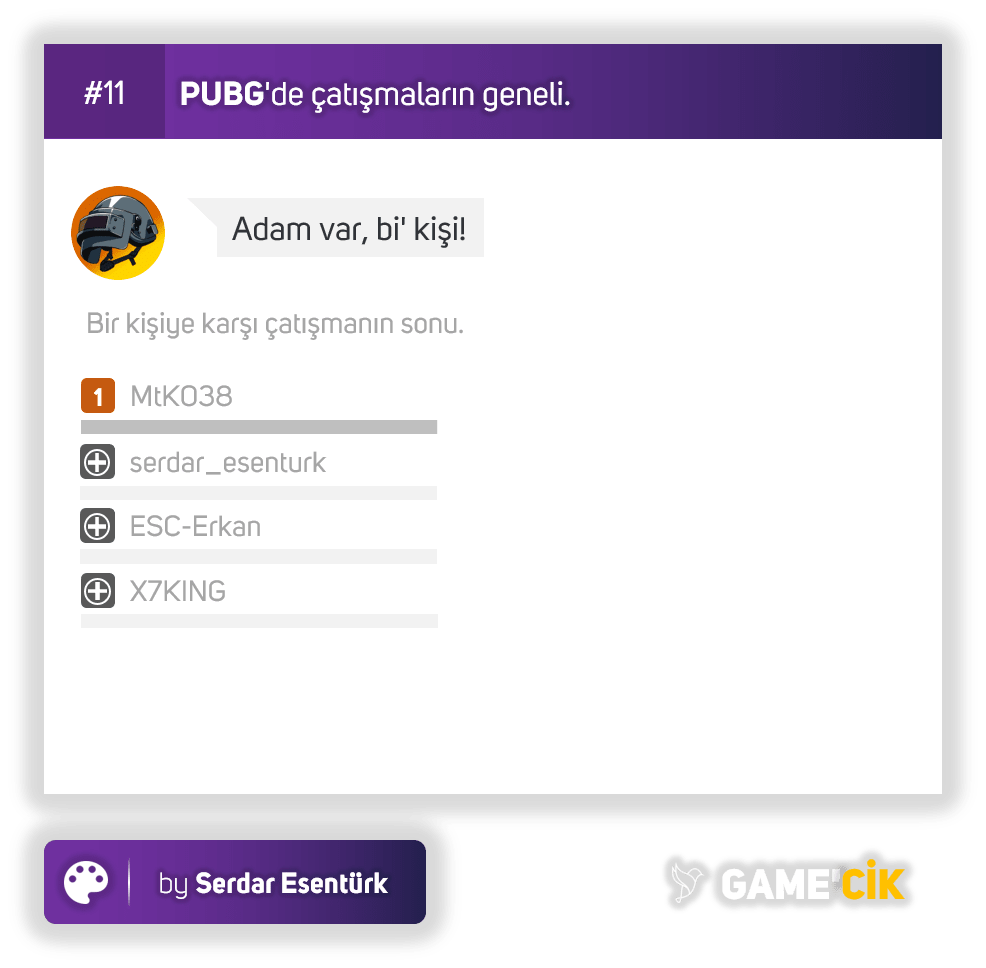 #11
PUBG'de çatışmaların geneli.
Adam var, bi' kişi!
Bir kişiye karşı çatışmanın sonu.
1 MtKO38
serdar_esenturk
ESC-Erkan
X7KING
by Serdar Esentürk
GAME'CİK